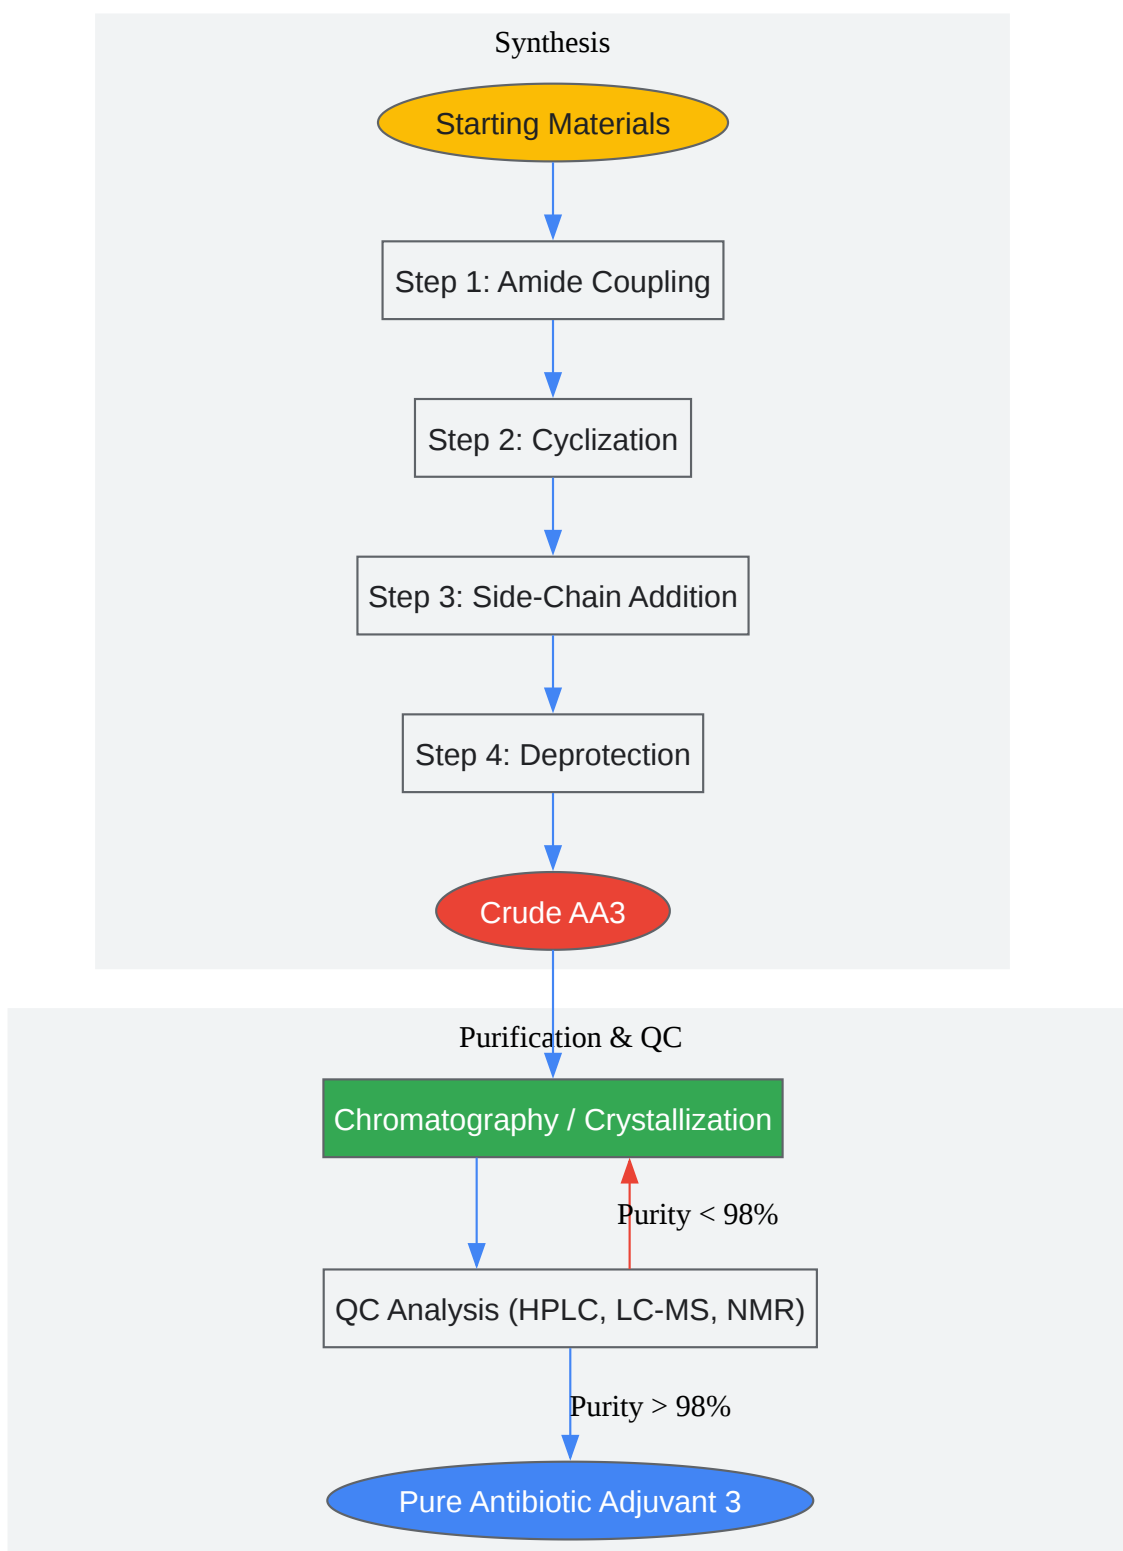 Synthesis
Starting Materials
Step 1: Amide Coupling
Step 2: Cyclization
Step 3: Side-Chain Addition
Step 4: Deprotection
Crude AA3
Purification & QC
Chromatography / Crystallization
Purity < 98%
QC Analysis (HPLC, LC-MS, NMR)
Purity > 98%
Pure Antibiotic Adjuvant 3